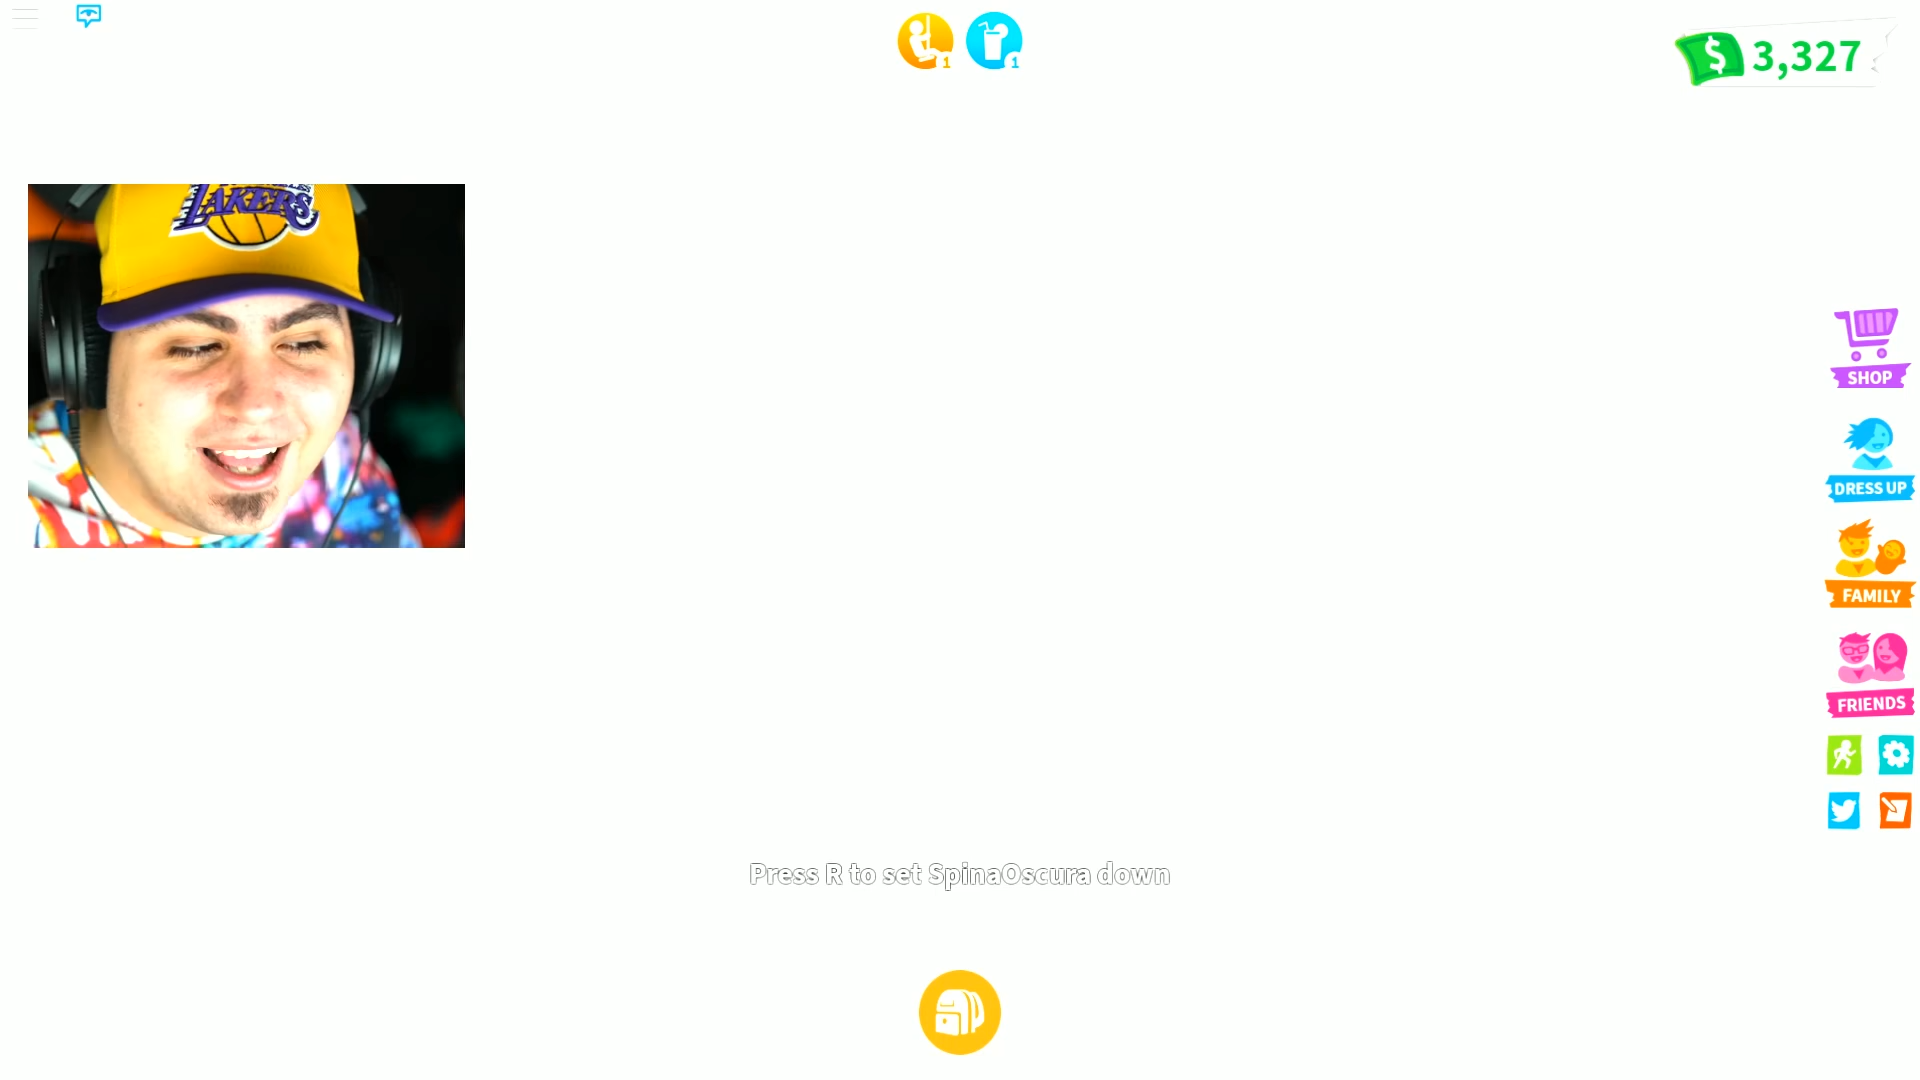 1
1
3,327
LAKERS
SHOP
DRESS UP
FAMILY
FRIENDS
Press R to set SpinaOscura down